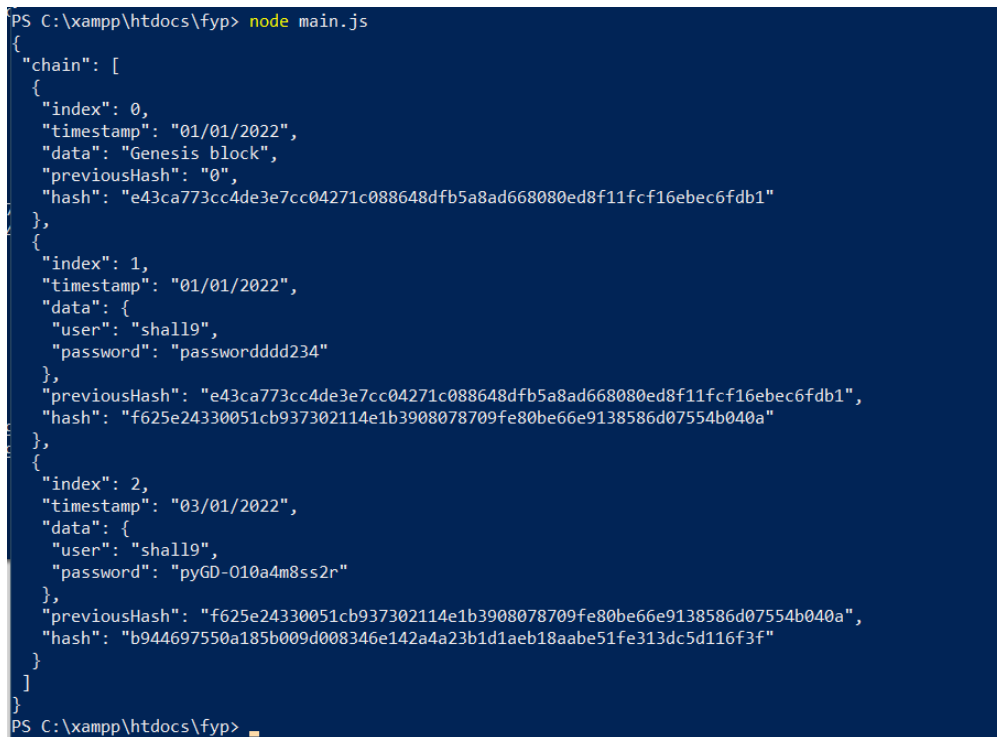 PS C:\xampp\htdocs\fyp> node main.js
{
 "chain": [
  {
   "index": 0,
   "timestamp": "01/01/2022",
   "data": "Genesis block",
   "previousHash": "0",
   "hash": "e43ca773cc4de3e7cc04271c088648dfb5a8ad668080ed8f11fcf16ebec6fdb1"
  },
  {
   "index": 1,
   "timestamp": "01/01/2022",
   "data": {
    "user": "shall9",
    "password": "passwordddd234"
   },
   "previousHash": "e43ca773cc4de3e7cc04271c088648dfb5a8ad668080ed8f11fcf16ebec6fdb1",
   "hash": "f625e24330051cb937302114e1b3908078709fe80be66e9138586d07554b040a"
  },
  {
   "index": 2,
   "timestamp": "03/01/2022",
   "data": {
    "user": "shall9",
    "password": "pyGD-O10a4m8ss2r"
   },
   "previousHash": "f625e24330051cb937302114e1b3908078709fe80be66e9138586d07554b040a",
   "hash": "b944697550a185b009d008346e142a4a23b1d1aeb18aabe51fe313dc5d116f3f"
  }
 ]
}
PS C:\xampp\htdocs\fyp>